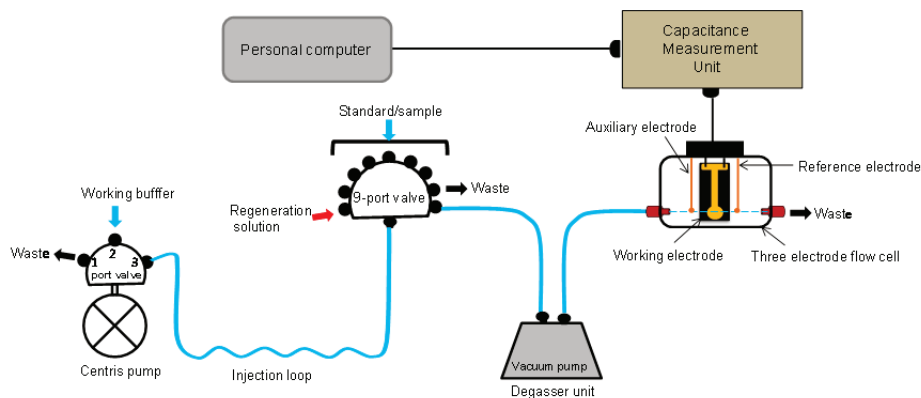 Personal computer
Capacitance
Measurement
Unit
Standard/sample
Auxiliary electrode
Reference electrode
Working bufffer
9-port valve
Waste
Regeneration
solution
Waste
Waste
1 2 3
port valve
Working electrode
Three electrode flow cell
Centris pump
Injection loop
Vacuum pump
Degasser unit